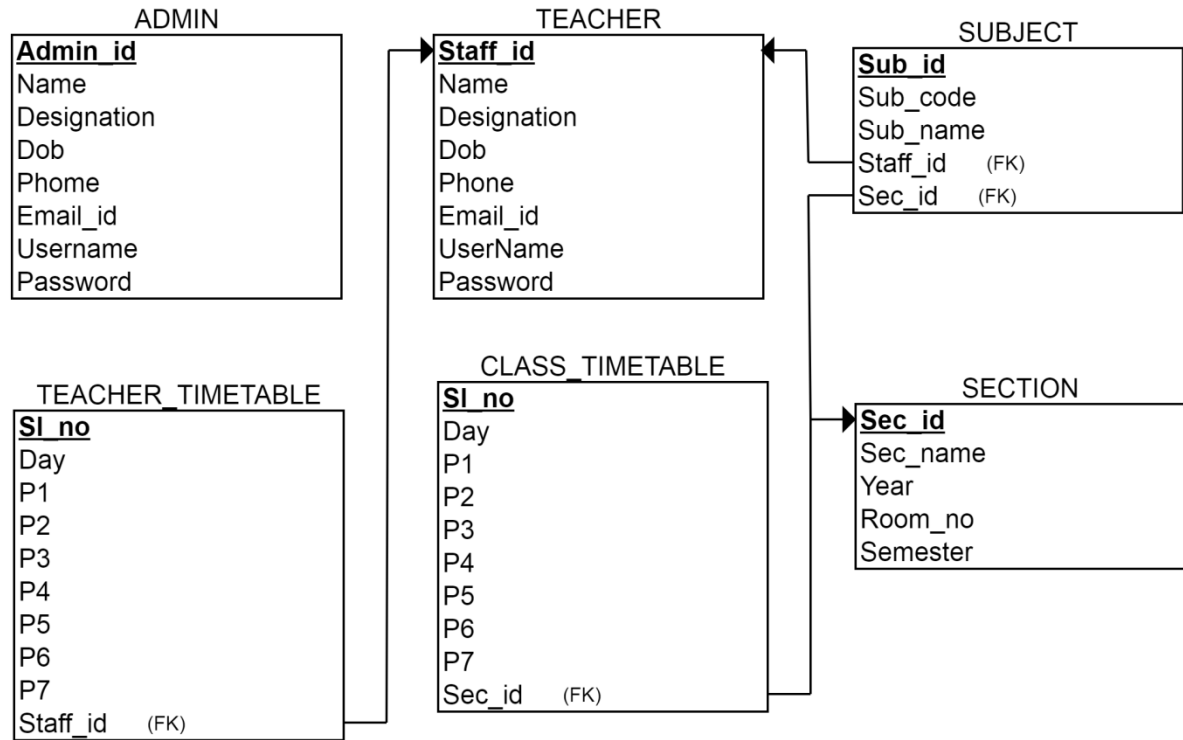 ADMIN
Admin_id
Name
Designation
Dob
Phome
Email_id
Username
Password
TEACHER
Staff_id
Name
Designation
Dob
Phone
Email_id
UserName
Password
SUBJECT
Sub_id
Sub_code
Sub_name
Staff_id (FK)
Sec_id (FK)
TEACHER_TIMETABLE
Sl_no
Day
P1
P2
P3
P4
P5
P6
P7
Staff_id (FK)
CLASS_TIMETABLE
Sl_no
Day
P1
P2
P3
P4
P5
P6
P7
Sec_id (FK)
SECTION
Sec_id
Sec_name
Year
Room_no
Semester